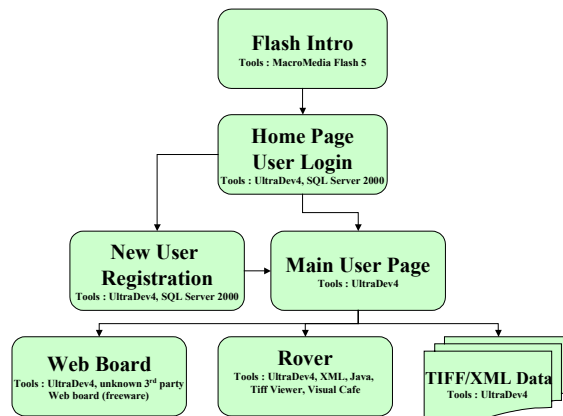 Flash Intro
Tools : MacroMedia Flash 5
Home Page
User Login
Tools : UltraDev4, SQL Server 2000
New User
Registration
Tools : UltraDev4, SQL Server 2000
Main User Page
Tools : UltraDev4
Web Board
Tools : UltraDev4, unknown 3rd party
Web board (freeware)
Rover
Tools : UltraDev4, XML, Java,
Tiff Viewer, Visual Cafe
TIFF/XML Data
Tools : UltraDev4